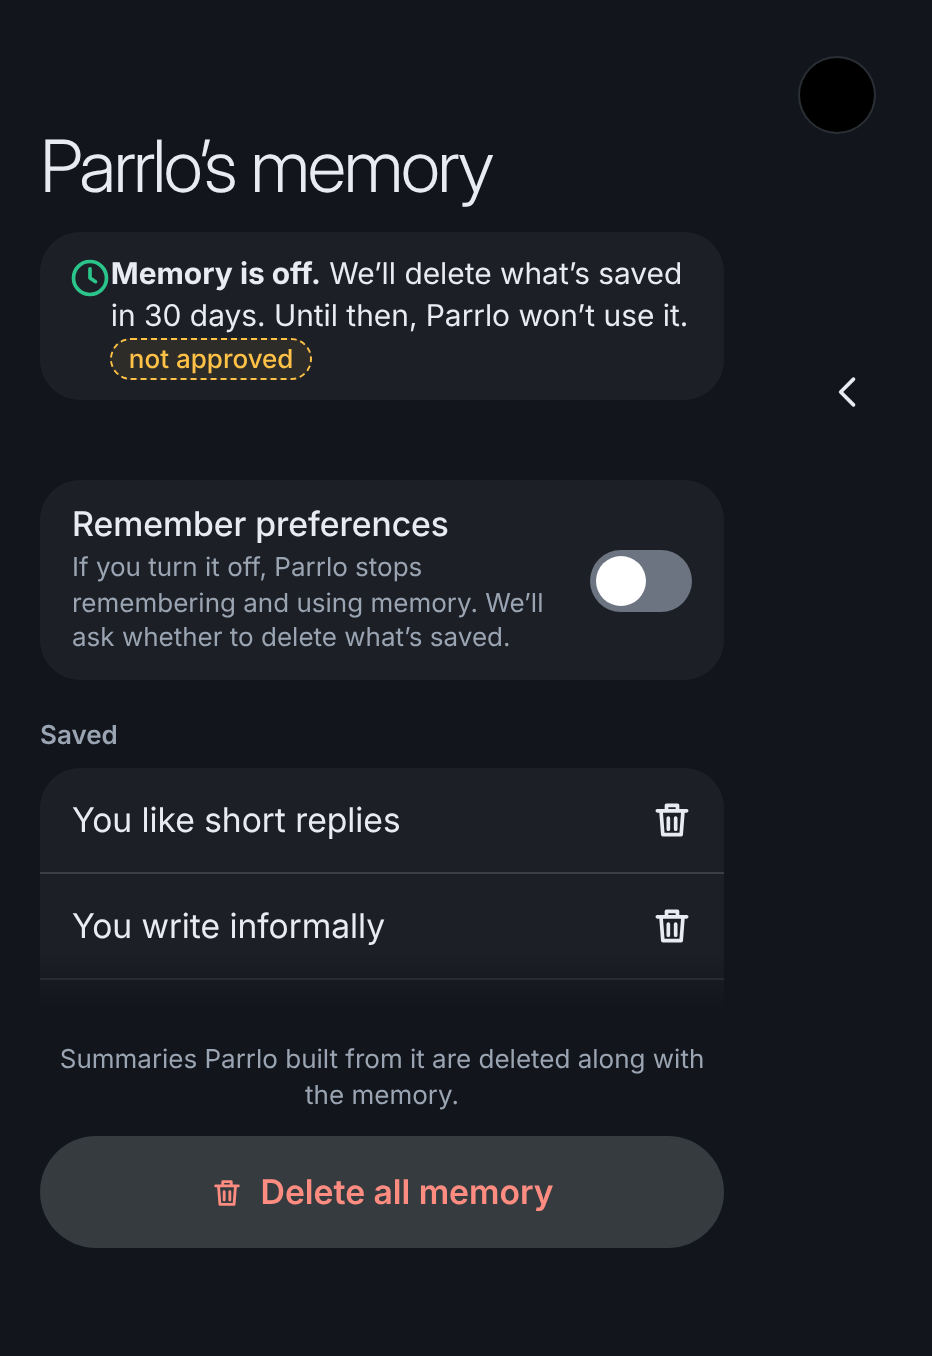 Parrlo’s memory
Memory is off. We’ll delete what’s saved
in 30 days. Until then, Parrlo won’t use it.
not approved
Remember preferences
If you turn it off, Parrlo stops
remembering and using memory. We’ll
ask whether to delete what’s saved.
Saved
You like short replies
You write informally
Summaries Parrlo built from it are deleted along with
the memory.
Delete all memory